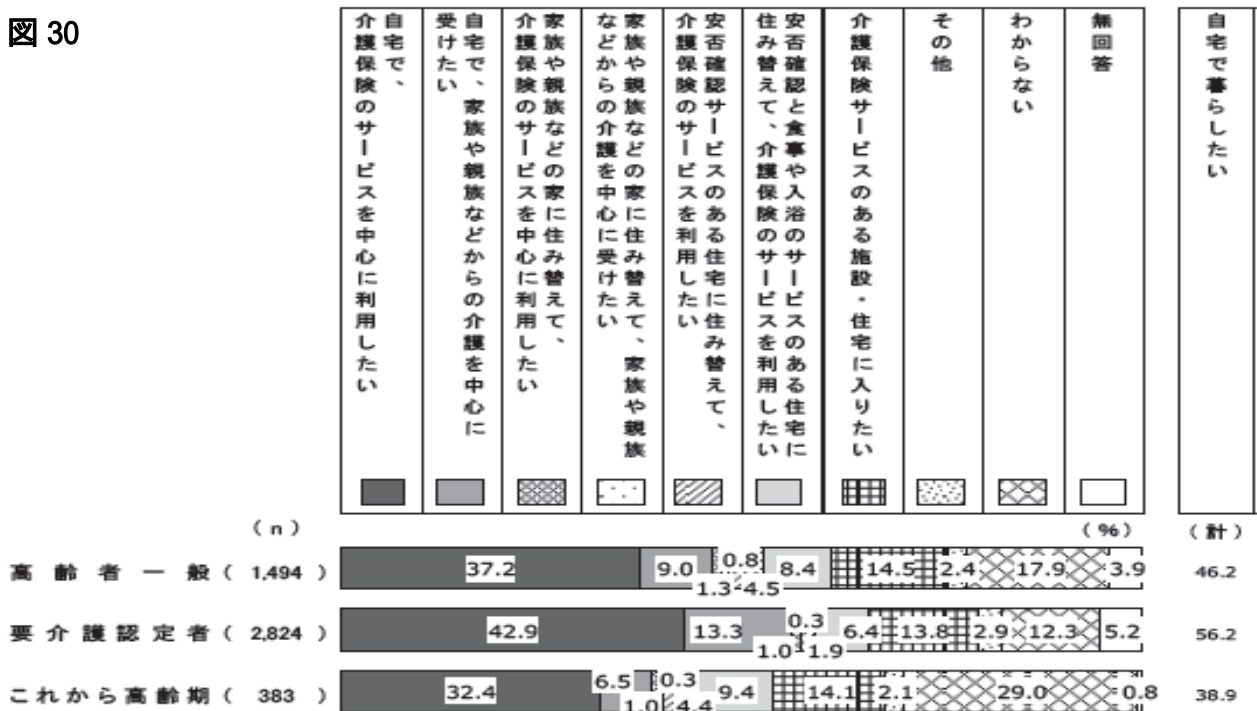 図 30
自宅で、
介護保険のサービスを中心に利用したい
自宅で、家族や親族などからの介護を中心に
受けたい
家族や親族などの家に住み替えて、
介護保険のサービスを中心に利用したい
家族や親族などの家に住み替えて、家族や親族
などからの介護を中心に受けたい
安否確認サービスのある住宅に住み替えて、
介護保険のサービスを利用したい
安否確認と食事や入浴のサービスのある住宅に
住み替えて、介護保険のサービスを利用したい
介護保険サービスのある施設・住宅に入りたい
その他
わからない
無回答
自宅で暮らしたい
(n)
(%)
(計)
高齢者一般 ( 1,494 ) 37.2 9.0 1.3 0.8 4.5 8.4 14.5 2.4 17.9 3.9 46.2
要介護認定者 ( 2,824 ) 42.9 13.3 1.0 0.3 1.9 6.4 13.8 2.9 12.3 5.2 56.2
これから高齢期 ( 383 ) 32.4 6.5 1.0 0.3 4.4 9.4 14.1 2.1 29.0 0.8 38.9